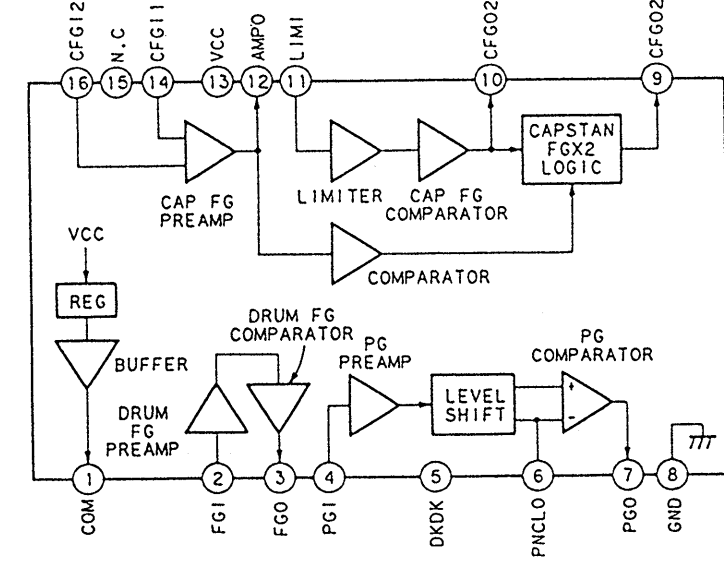 CFGI2
N.C
CFGI1
VCC
AMPO
LIMI
CFGO2
CFGO2
16
15
14
13
12
11
10
9
CAP FG
PREAMP
LIMITER
CAP FG
COMPARATOR
CAPSTAN
FGX2
LOGIC
COMPARATOR
VCC
REG
BUFFER
DRUM FG
COMPARATOR
DRUM
FG
PREAMP
PG
PREAMP
LEVEL
SHIFT
PG
COMPARATOR
+
-
1
2
3
4
5
6
7
8
COM
FGI
FGO
PGI
DKDK
PNCLO
PGO
GND